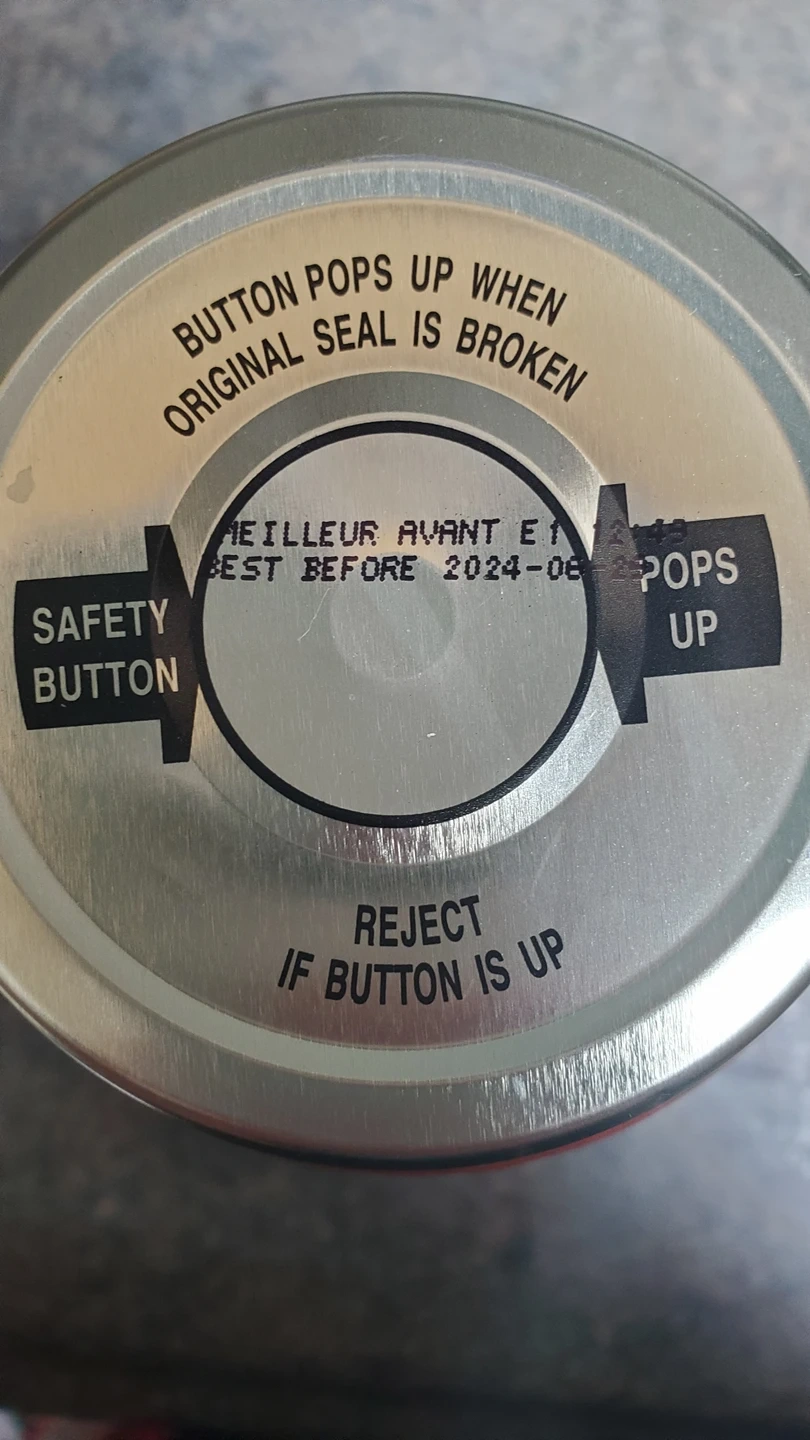 BUTTON POPS UP WHEN
ORIGINAL SEAL IS BROKEN
MEILLEUR AVANT E1
BEST BEFORE
SAFETY
BUTTON
POPS
UP
REJECT
IF BUTTON IS UP